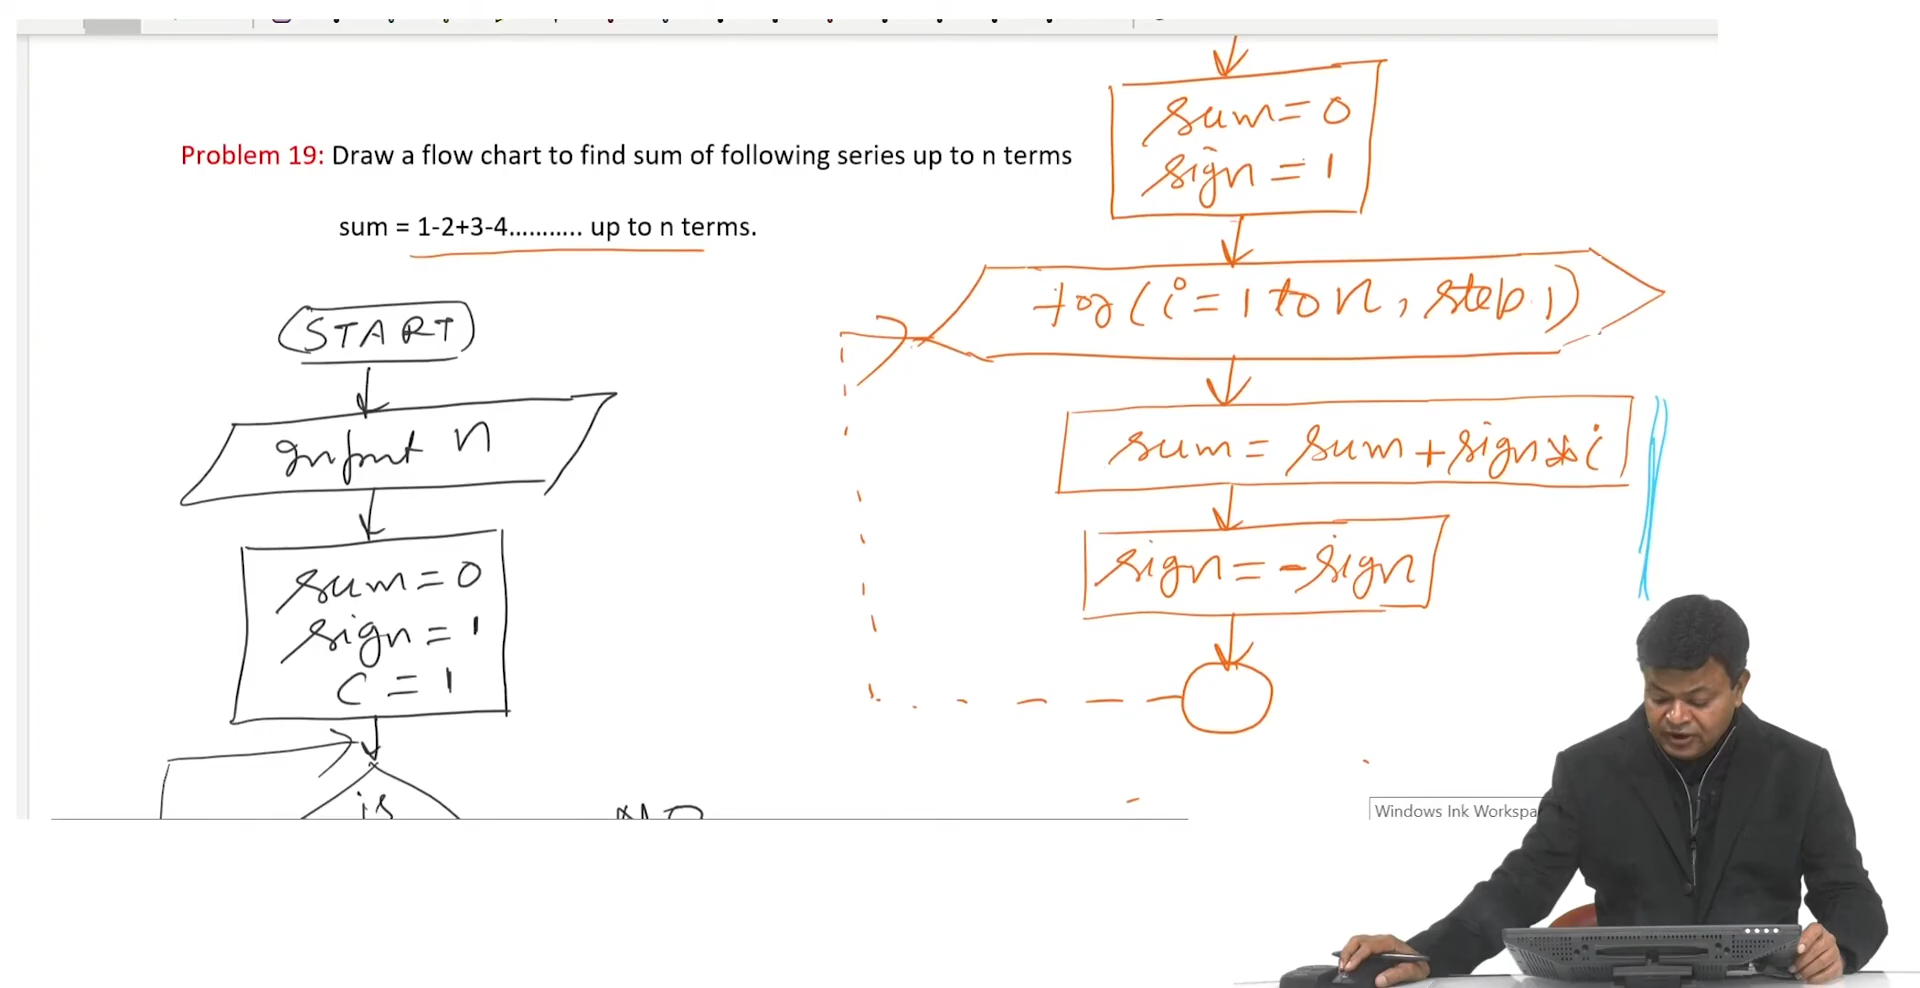 Problem 19: Draw a flow chart to find sum of following series up to n terms
sum = 1-2+3-4........... up to n terms.
START
Input n
sum = 0
sign = 1
C = 1
is
NO
sum = 0
sign = 1
for (i = 1 to n, step 1)
sum = sum + sign * i
sign = -sign
Windows Ink Workspa